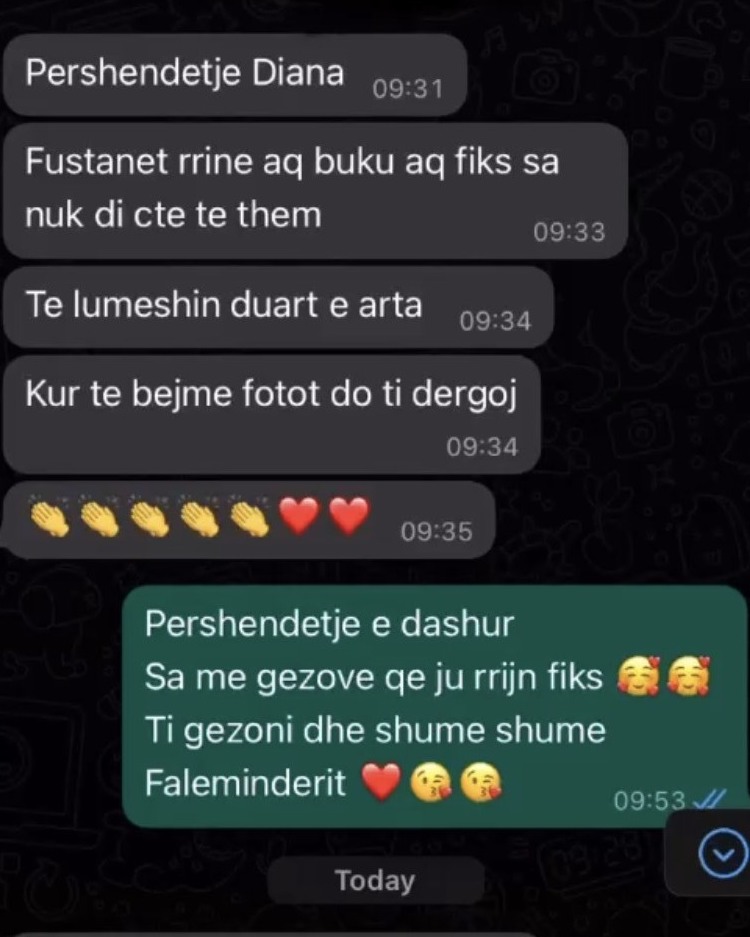 Pershendetje Diana 09:31
Fustanet rrine aq buku aq fiks sa
nuk di cte te them 09:33
Te lumeshin duart e arta 09:34
Kur te bejme fotot do ti dergoj
09:34
👏👏👏👏👏❤️❤️ 09:35
Pershendetje e dashur
Sa me gezove qe ju rrijn fiks 🥰🥰
Ti gezoni dhe shume shume
Faleminderit ❤️😘😘 09:53
Today